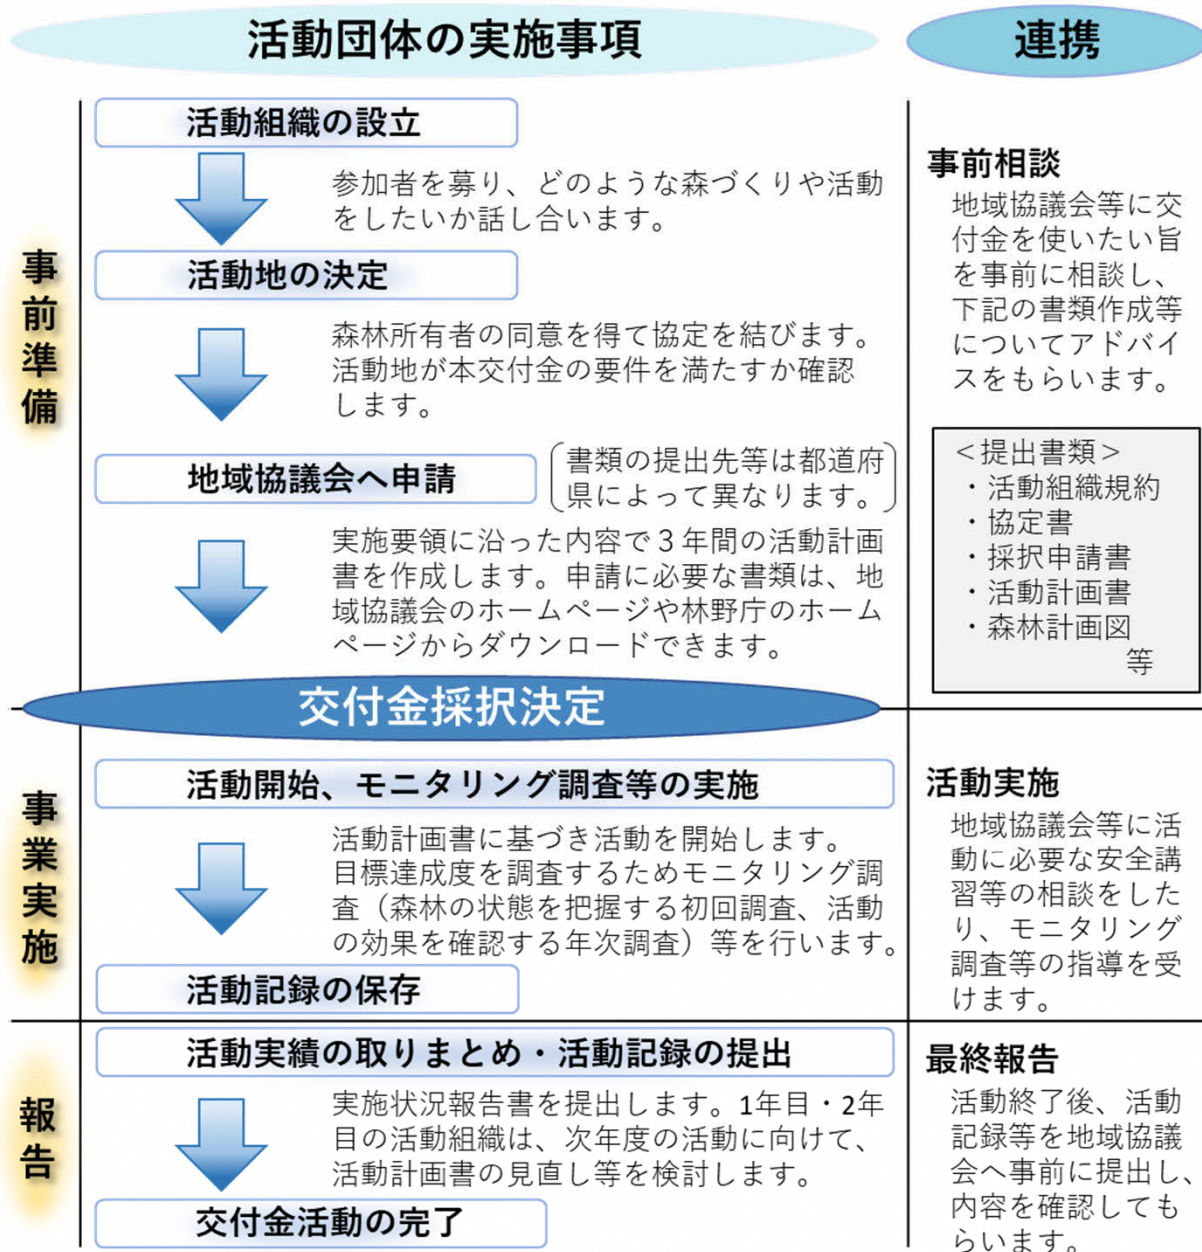 活動団体の実施事項
連携
事前準備
活動組織の設立
参加者を募り、どのような森づくりや活動
をしたいか話し合います。
活動地の決定
森林所有者の同意を得て協定を結びます。
活動地が本交付金の要件を満たすか確認
します。
地域協議会へ申請
書類の提出先等は都道府
県によって異なります。
実施要領に沿った内容で３年間の活動計画
書を作成します。申請に必要な書類は、地
域協議会のホームページや林野庁のホーム
ページからダウンロードできます。
事前相談
地域協議会等に交
付金を使いたい旨
を事前に相談し、
下記の書類作成等
についてアドバイ
スをもらいます。
＜提出書類＞
・活動組織規約
・協定書
・採択申請書
・活動計画書
・森林計画図
等
交付金採択決定
事業実施
活動開始、モニタリング調査等の実施
活動計画書に基づき活動を開始します。
目標達成度を調査するためモニタリング調
査（森林の状態を把握する初回調査、活動
の効果を確認する年次調査）等を行います。
活動記録の保存
活動実施
地域協議会等に活
動に必要な安全講
習等の相談をした
り、モニタリング
調査等の指導を受
けます。
報告
活動実績の取りまとめ・活動記録の提出
実施状況報告書を提出します。1年目・2年
目の活動組織は、次年度の活動に向けて、
活動計画書の見直し等を検討します。
交付金活動の完了
最終報告
活動終了後、活動
記録等を地域協議
会へ事前に提出し、
内容を確認しても
らいます。